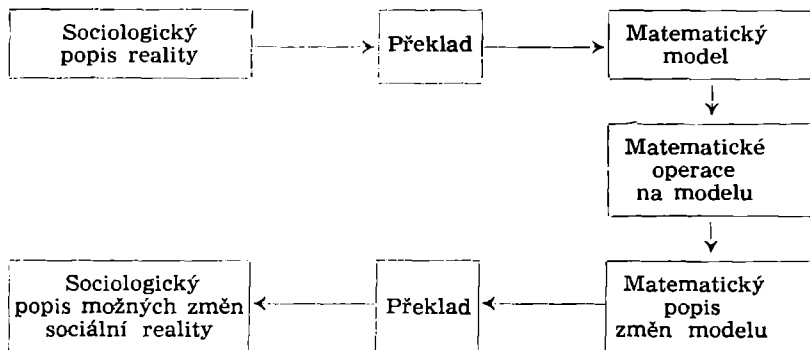 Sociologický
popis reality
Překlad
Matematický
model
Matematické
operace
na modelu
Matematický
popis
změn modelu
Překlad
Sociologický
popis možných změn
sociální reality